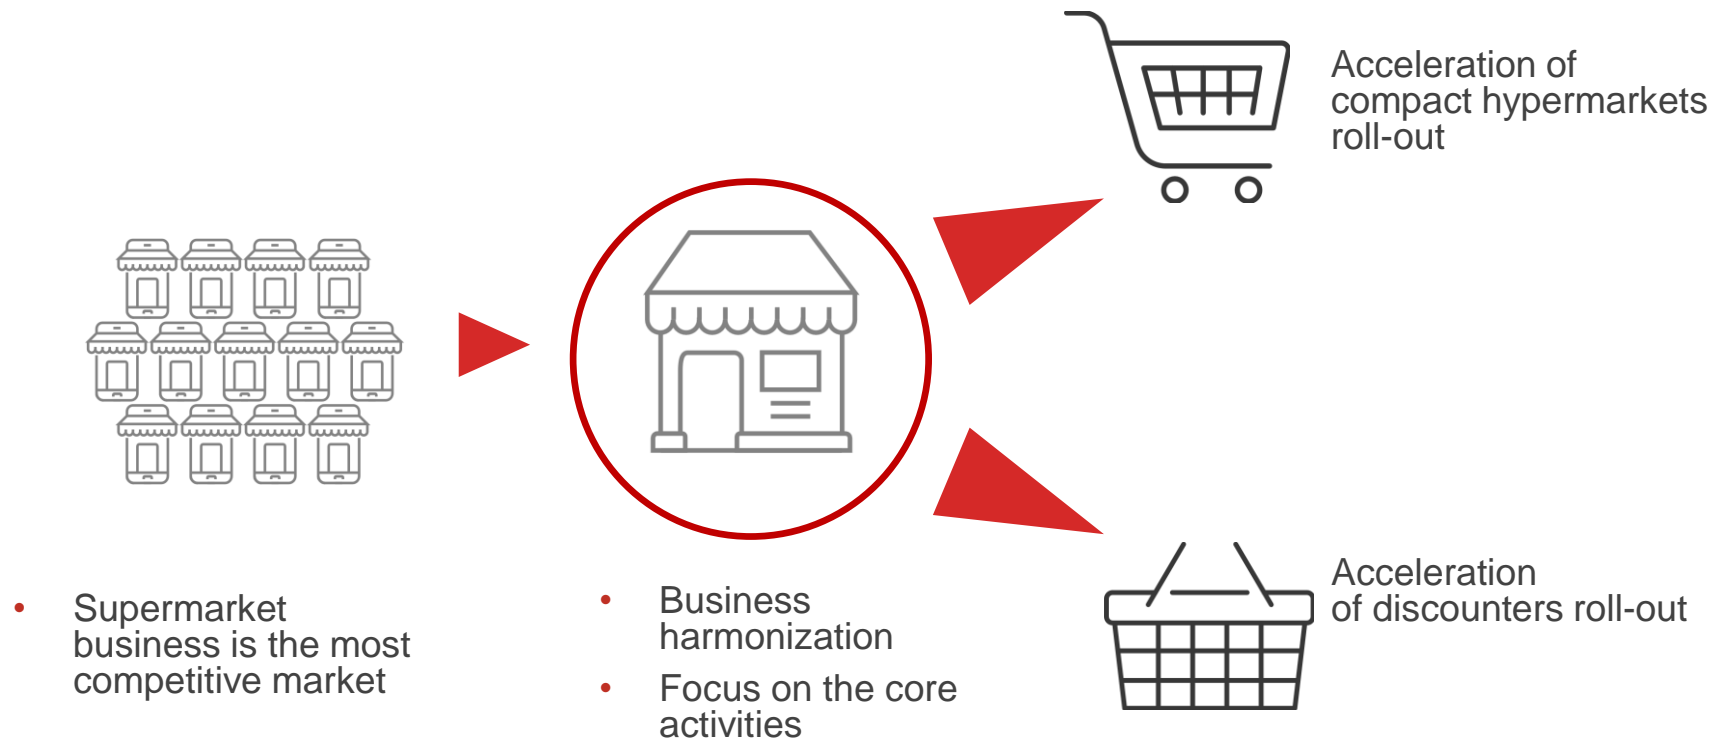 • Supermarket
business is the most
competitive market
• Business
harmonization
• Focus on the core
activities
Acceleration of
compact hypermarkets
roll-out
Acceleration
of discounters roll-out